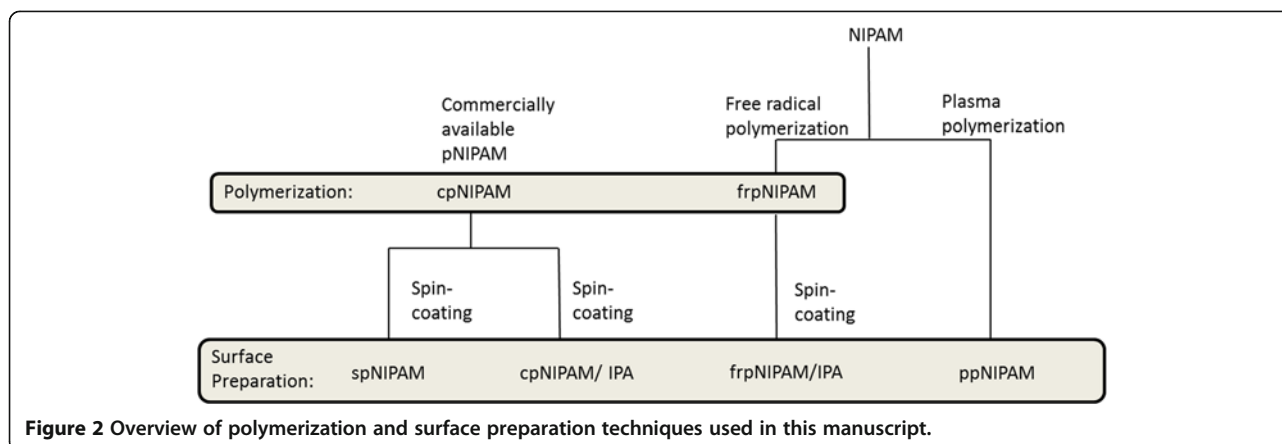 NIPAM
Commercially
available
pNIPAM
Free radical
polymerization
Plasma
polymerization
Polymerization: cpNIPAM frpNIPAM
Spin-
coating
Spin-
coating
Spin-
coating
Surface
Preparation: spNIPAM cpNIPAM/ IPA frpNIPAM/IPA ppNIPAM
Figure 2 Overview of polymerization and surface preparation techniques used in this manuscript.